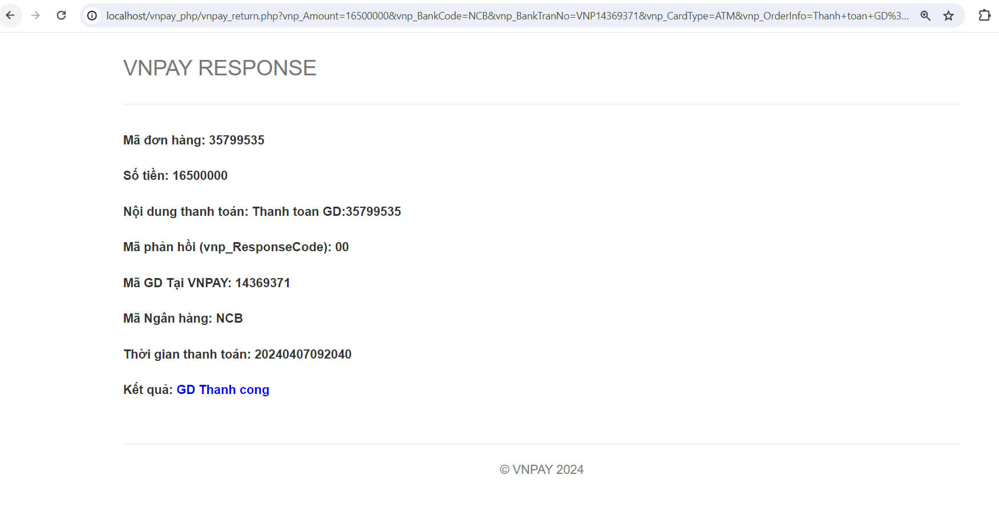 localhost/vnpay_php/vnpay_return.php?vnp_Amount=16500000&vnp_BankCode=NCB&vnp_BankTranNo=VNP14369371&vnp_CardType=ATM&vnp_OrderInfo=Thanh+toan+GD%3...
VNPAY RESPONSE
Mã đơn hàng: 35799535
Số tiền: 16500000
Nội dung thanh toán: Thanh toan GD:35799535
Mã phản hồi (vnp_ResponseCode): 00
Mã GD Tại VNPAY: 14369371
Mã Ngân hàng: NCB
Thời gian thanh toán: 20240407092040
Kết quả: GD Thanh cong
© VNPAY 2024